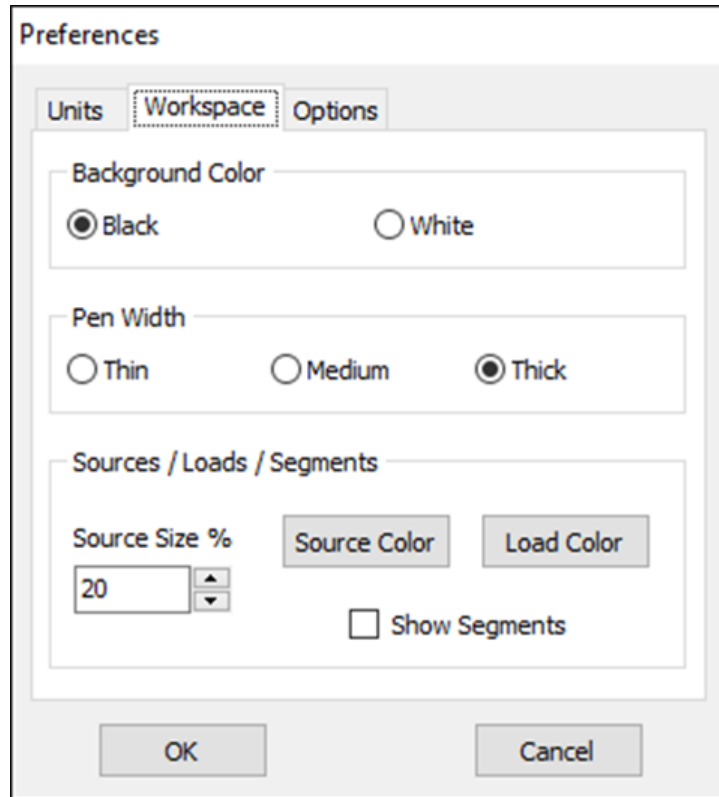 Preferences
Units Workspace Options
Background Color
Black White
Pen Width
Thin Medium Thick
Sources / Loads / Segments
Source Size % Source Color Load Color
20
Show Segments
OK Cancel